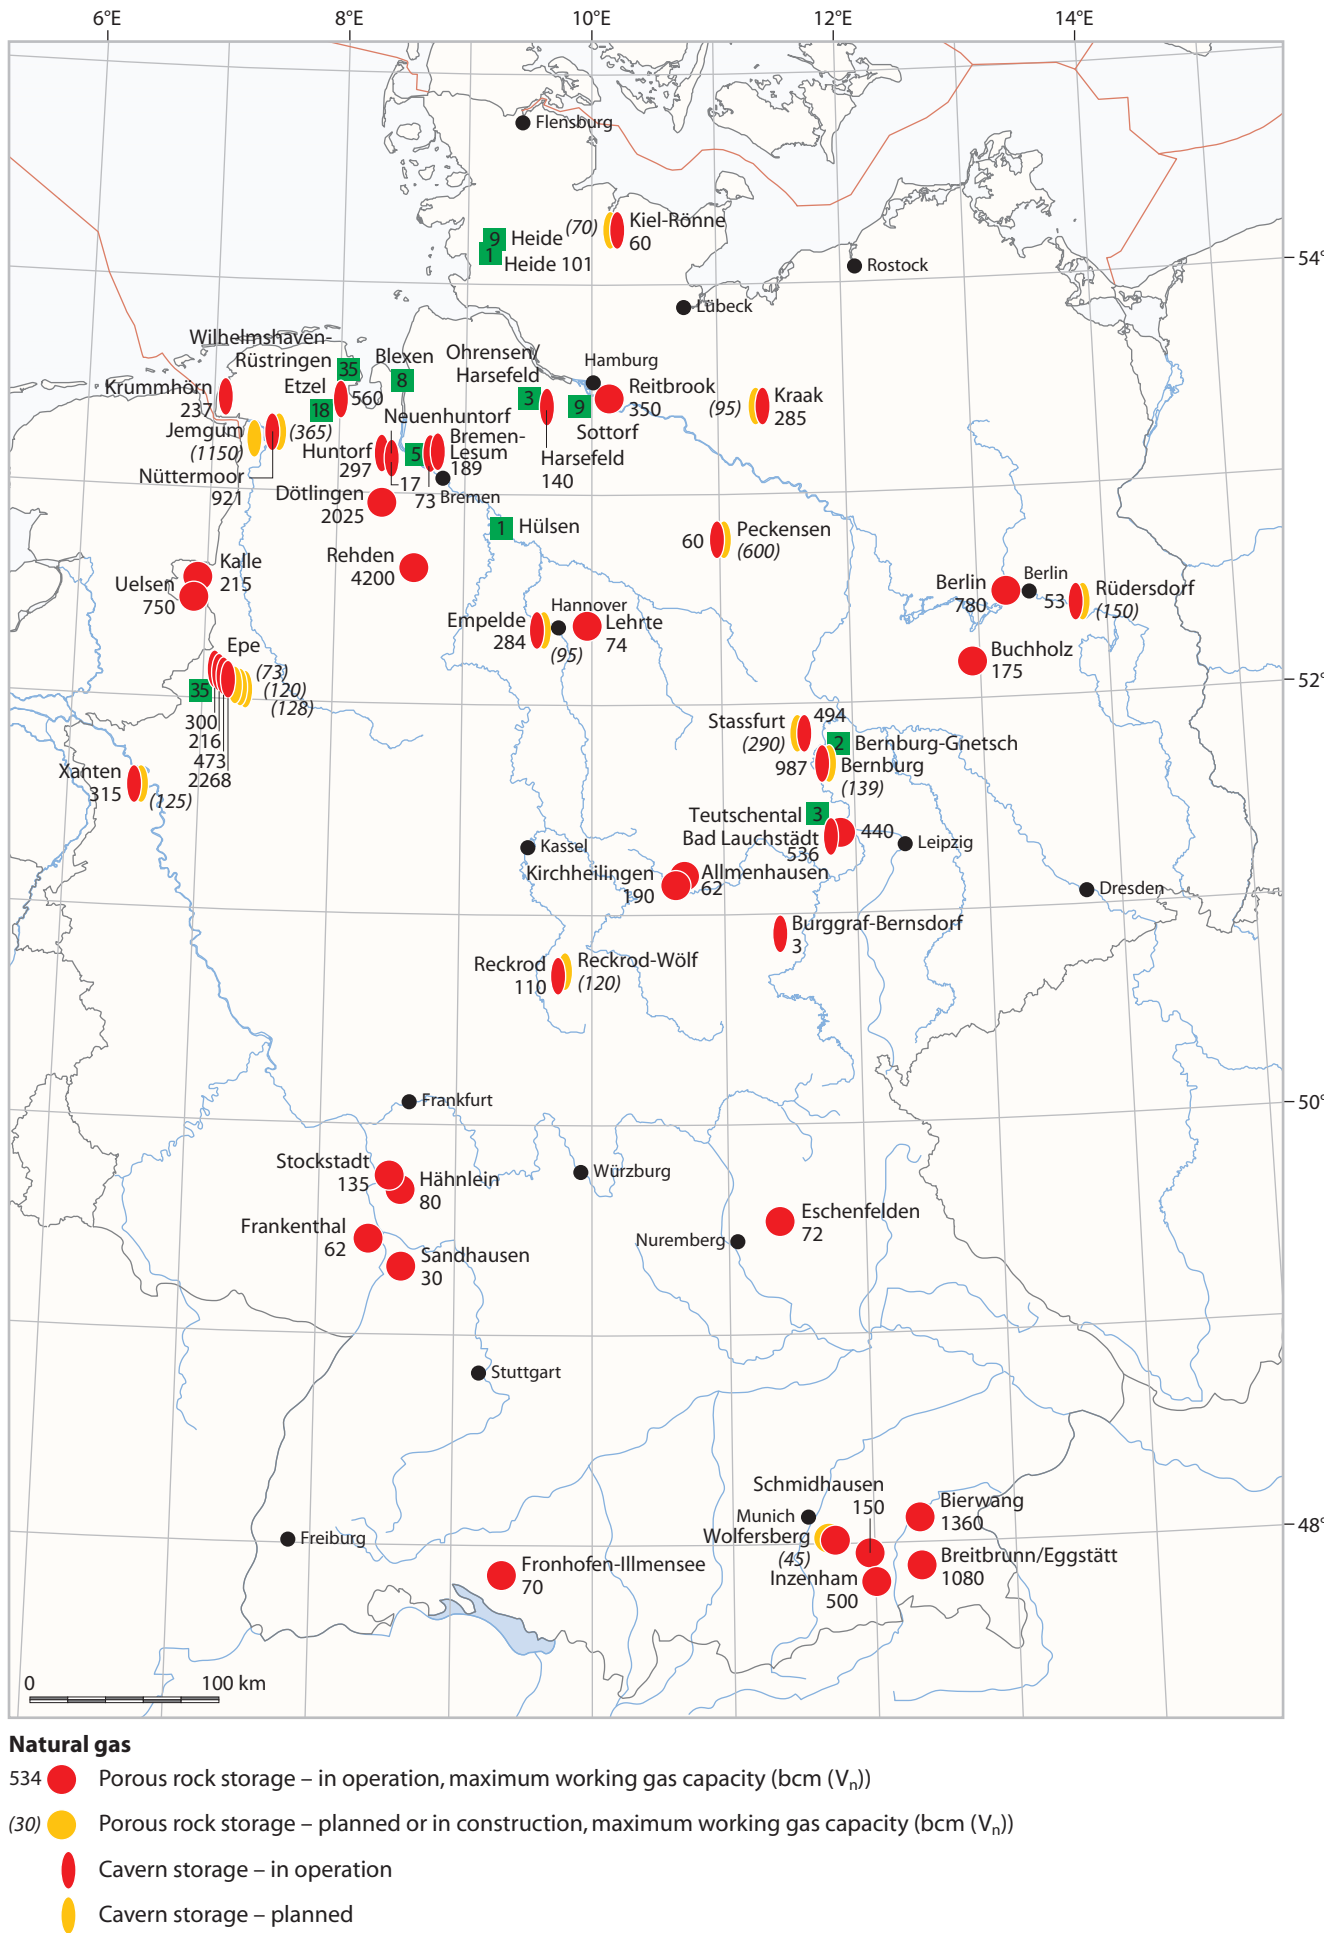 6°E
8°E
10°E
12°E
14°E
Flensburg
(70)
Kiel-Rönne
60
9
Heide
1
Heide 101
54°
Rostock
Lübeck
Wilhelmshaven-
Rüstringen
35
Blexen
8
Ohrensen/
Harsefeld
3
Hamburg
Krummhörn
237
Etzel
560
18
9
Reitbrook
350
Sottorf
(95)
Kraak
285
Jemgum
(1150)
(365)
Neuenhuntorf
Huntorf
297
5
Bremen-
Lesum
189
Harsefeld
140
Nüttermoor
921
17
73
Bremen
Dötlingen
2025
1
Hülsen
60
Peckensen
(600)
Rehden
4200
Kalle
215
Uelsen
750
Berlin
780
Berlin
53
Rüdersdorf
(150)
Empelde
284
Hannover
(95)
Lehrte
74
Buchholz
175
Epe
(73)
(120)
(128)
35
300
216
473
2268
52°
Stassfurt
(290)
494
2
Bernburg-Gnetsch
987
Bernburg
(139)
Xanten
315
(125)
Teutschental
3
Bad Lauchstädt
536
440
Leipzig
Kassel
Kirchheilingen
190
Allmenhausen
62
Dresden
Burggraf-Bernsdorf
3
Reckrod
110
Reckrod-Wölf
(120)
Frankfurt
50°
Stockstadt
135
Hähnlein
80
Würzburg
Frankenthal
62
Sandhausen
30
Eschenfelden
72
Nuremberg
Stuttgart
Schmidhausen
150
Bierwang
1360
Munich
Wolfersberg
(45)
48°
Freiburg
Fronhofen-Illmensee
70
Inzenham
500
Breitbrunn/Eggstätt
1080
0
100 km
Natural gas
534 Porous rock storage – in operation, maximum working gas capacity (bcm (Vn))
(30) Porous rock storage – planned or in construction, maximum working gas capacity (bcm (Vn))
Cavern storage – in operation
Cavern storage – planned